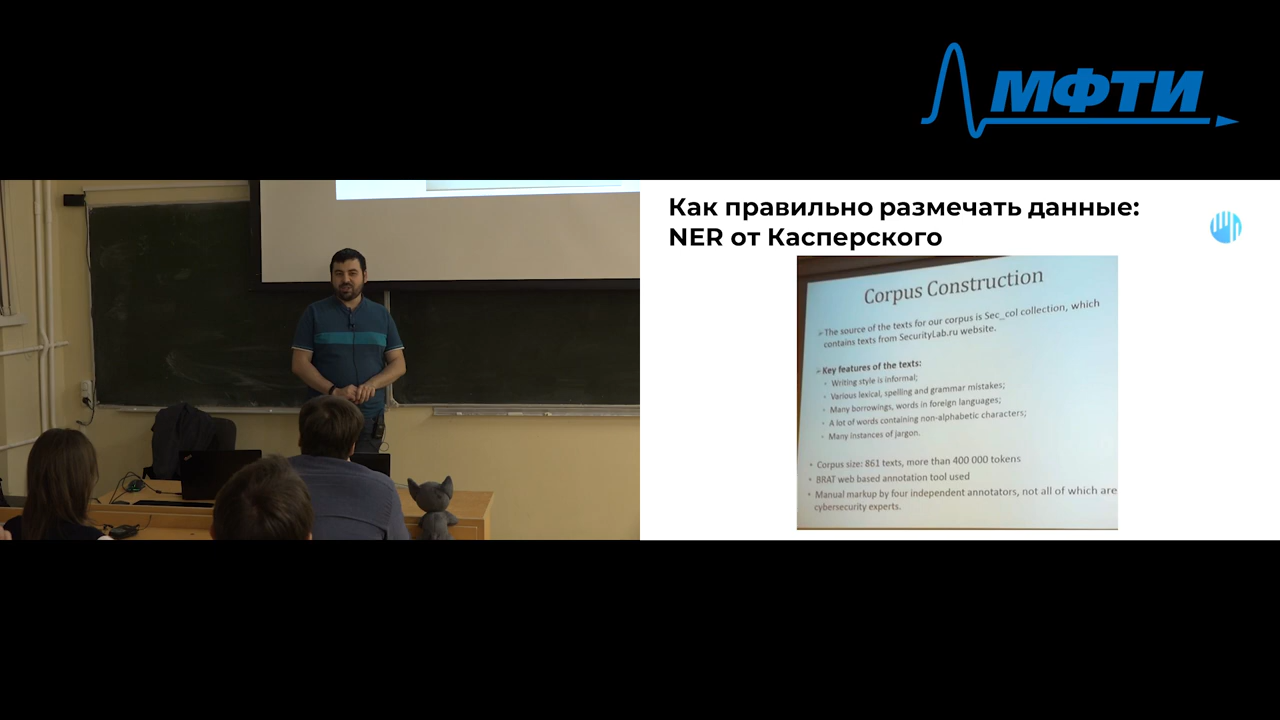 МФТИ
Как правильно размечать данные:
NER от Касперского
Corpus Construction
The source of the texts for our corpus is Sec_col collection, which
contains texts from SecurityLab.ru website.
Key features of the texts:
Writing style is informal;
Various lexical, spelling and grammar mistakes;
Many borrowings, words in foreign languages;
A lot of words containing non-alphabetic characters;
Many instances of jargon.
Corpus size: 861 texts, more than 400 000 tokens
BRAT web based annotation tool used
Manual markup by four independent annotators, not all of which are
cybersecurity experts.